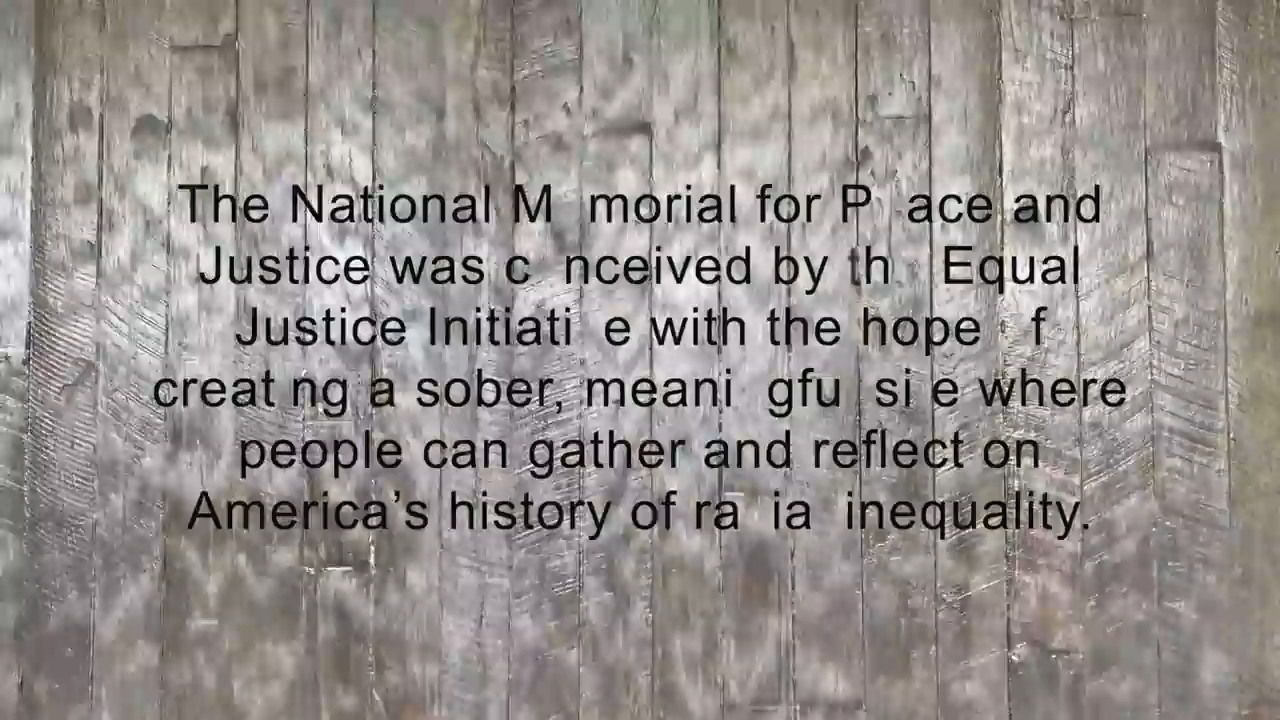 The National M morial for P ace and
Justice was c nceived by th Equal
Justice Initiati e with the hope f
creat ng a sober, meani gfu si e where
people can gather and reflect on
America’s history of ra ia inequality.